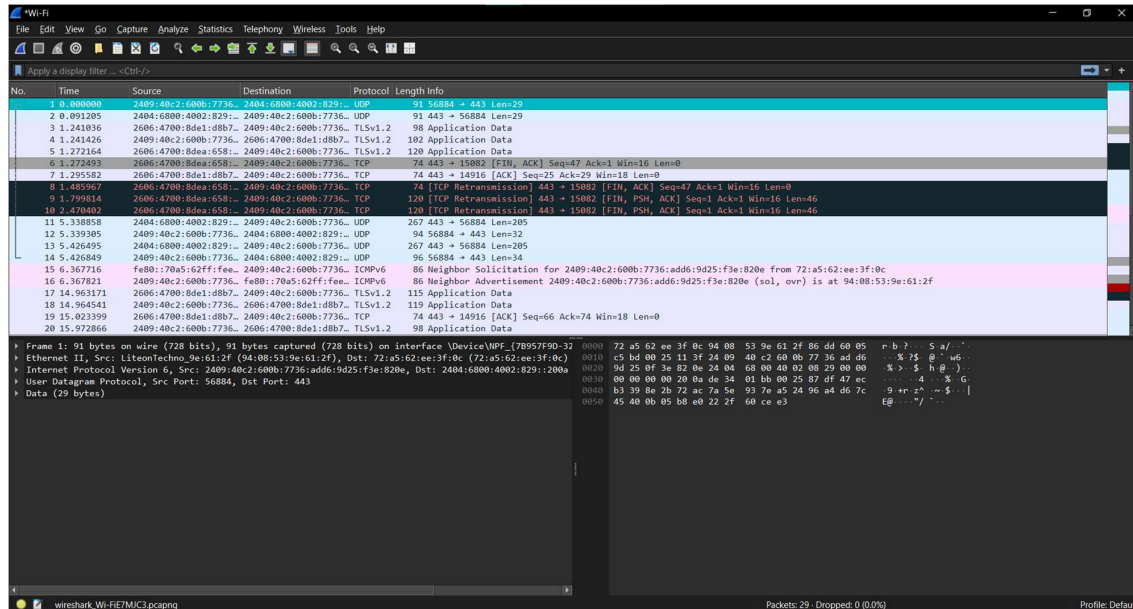 *Wi-Fi
File Edit View Go Capture Analyze Statistics Telephony Wireless Tools Help
Apply a display filter ... <Ctrl-/>
No. Time Source Destination Protocol Length Info
1 0.000000 2409:40c2:600b:7736… 2404:6800:4002:829:… UDP 91 56884 → 443 Len=29
2 0.091205 2404:6800:4002:829:… 2409:40c2:600b:7736… UDP 91 443 → 56884 Len=29
3 1.241036 2606:4700:8de1:d8b7… 2409:40c2:600b:7736… TLSv1.2 98 Application Data
4 1.241426 2409:40c2:600b:7736… 2606:4700:8de1:d8b7… TLSv1.2 102 Application Data
5 1.272164 2606:4700:8dea:658:… 2409:40c2:600b:7736… TLSv1.2 120 Application Data
6 1.272493 2606:4700:8dea:658:… 2409:40c2:600b:7736… TCP 74 443 → 15082 [FIN, ACK] Seq=47 Ack=1 Win=16 Len=0
7 1.295582 2606:4700:8de1:d8b7… 2409:40c2:600b:7736… TCP 74 443 → 14916 [ACK] Seq=25 Ack=29 Win=18 Len=0
8 1.485967 2606:4700:8dea:658:… 2409:40c2:600b:7736… TCP 74 [TCP Retransmission] 443 → 15082 [FIN, ACK] Seq=47 Ack=1 Win=16 Len=0
9 1.799814 2606:4700:8dea:658:… 2409:40c2:600b:7736… TCP 120 [TCP Retransmission] 443 → 15082 [FIN, PSH, ACK] Seq=1 Ack=1 Win=16 Len=46
10 2.470402 2606:4700:8dea:658:… 2409:40c2:600b:7736… TCP 120 [TCP Retransmission] 443 → 15082 [FIN, PSH, ACK] Seq=1 Ack=1 Win=16 Len=46
11 5.338858 2404:6800:4002:829:… 2409:40c2:600b:7736… UDP 267 443 → 56884 Len=205
12 5.339305 2409:40c2:600b:7736… 2404:6800:4002:829:… UDP 94 56884 → 443 Len=32
13 5.426495 2404:6800:4002:829:… 2409:40c2:600b:7736… UDP 267 443 → 56884 Len=205
14 5.426849 2409:40c2:600b:7736… 2404:6800:4002:829:… UDP 96 56884 → 443 Len=34
15 6.367716 fe80::70a5:62ff:fee… 2409:40c2:600b:7736… ICMPv6 86 Neighbor Solicitation for 2409:40c2:600b:7736:add6:9d25:f3e:820e from 72:a5:62:ee:3f:0c
16 6.367821 2409:40c2:600b:7736… fe80::70a5:62ff:fee… ICMPv6 86 Neighbor Advertisement 2409:40c2:600b:7736:add6:9d25:f3e:820e (sol, ovr) is at 94:08:53:9e:61:2f
17 14.963171 2606:4700:8de1:d8b7… 2409:40c2:600b:7736… TLSv1.2 115 Application Data
18 14.964541 2409:40c2:600b:7736… 2606:4700:8de1:d8b7… TLSv1.2 119 Application Data
19 15.023399 2606:4700:8de1:d8b7… 2409:40c2:600b:7736… TCP 74 443 → 14916 [ACK] Seq=66 Ack=74 Win=18 Len=0
20 15.972866 2606:4700:8de1:d8b7… 2409:40c2:600b:7736… TLSv1.2 98 Application Data
Frame 1: 91 bytes on wire (728 bits), 91 bytes captured (728 bits) on interface \Device\NPF_{7B957F9D-32
Ethernet II, Src: LiteonTechno_9e:61:2f (94:08:53:9e:61:2f), Dst: 72:a5:62:ee:3f:0c (72:a5:62:ee:3f:0c)
Internet Protocol Version 6, Src: 2409:40c2:600b:7736:add6:9d25:f3e:820e, Dst: 2404:6800:4002:829::200a
User Datagram Protocol, Src Port: 56884, Dst Port: 443
Data (29 bytes)
0000 72 a5 62 ee 3f 0c 94 08 53 9e 61 2f 86 dd 60 05 r·b·?··· S·a/··`·
0010 c5 bd 00 25 11 3f 24 09 40 c2 60 0b 77 36 ad d6 ···%·?$· @·`·w6··
0020 9d 25 0f 3e 82 0e 24 04 68 00 40 02 08 29 00 00 ·%·>··$· h·@··)··
0030 00 00 00 00 20 0a de 34 01 bb 00 25 87 df 47 ec ···· ··4 ···%··G·
0040 b3 39 8e 2b 72 ac 7a 5e 93 7e a5 24 96 a4 d6 7c ·9·+r·z^ ·~·$···|
0050 45 40 0b 05 b8 e0 22 2f 60 ce e3 E@····"/ `··
wireshark_Wi-FiE7MJC3.pcapng
Packets: 29 · Dropped: 0 (0.0%)
Profile: Defau